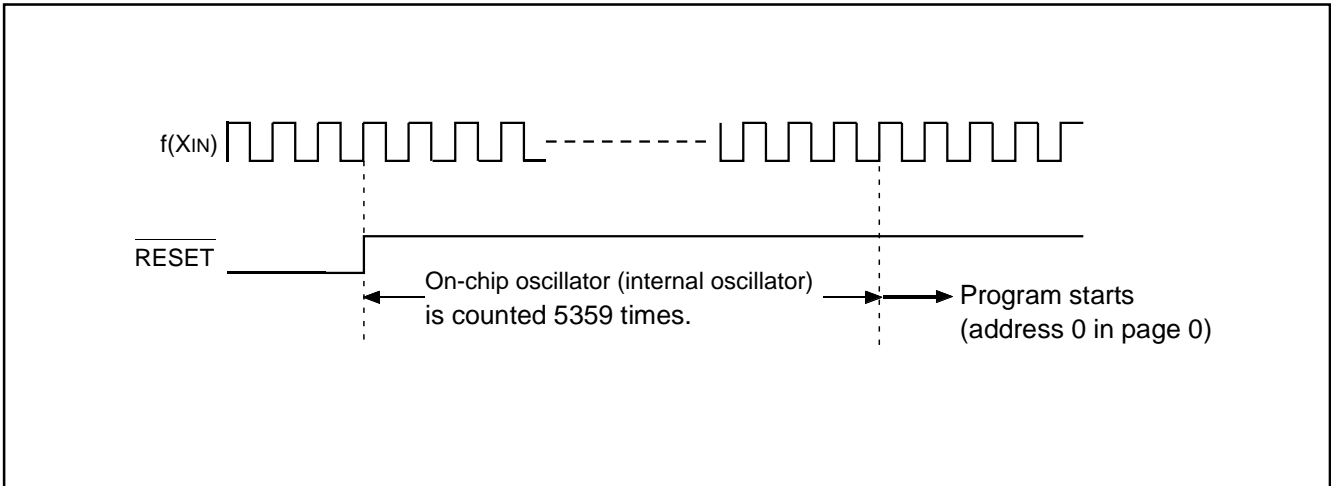 f(XIN)
RESET
On-chip oscillator (internal oscillator)
is counted 5359 times.
Program starts
(address 0 in page 0)